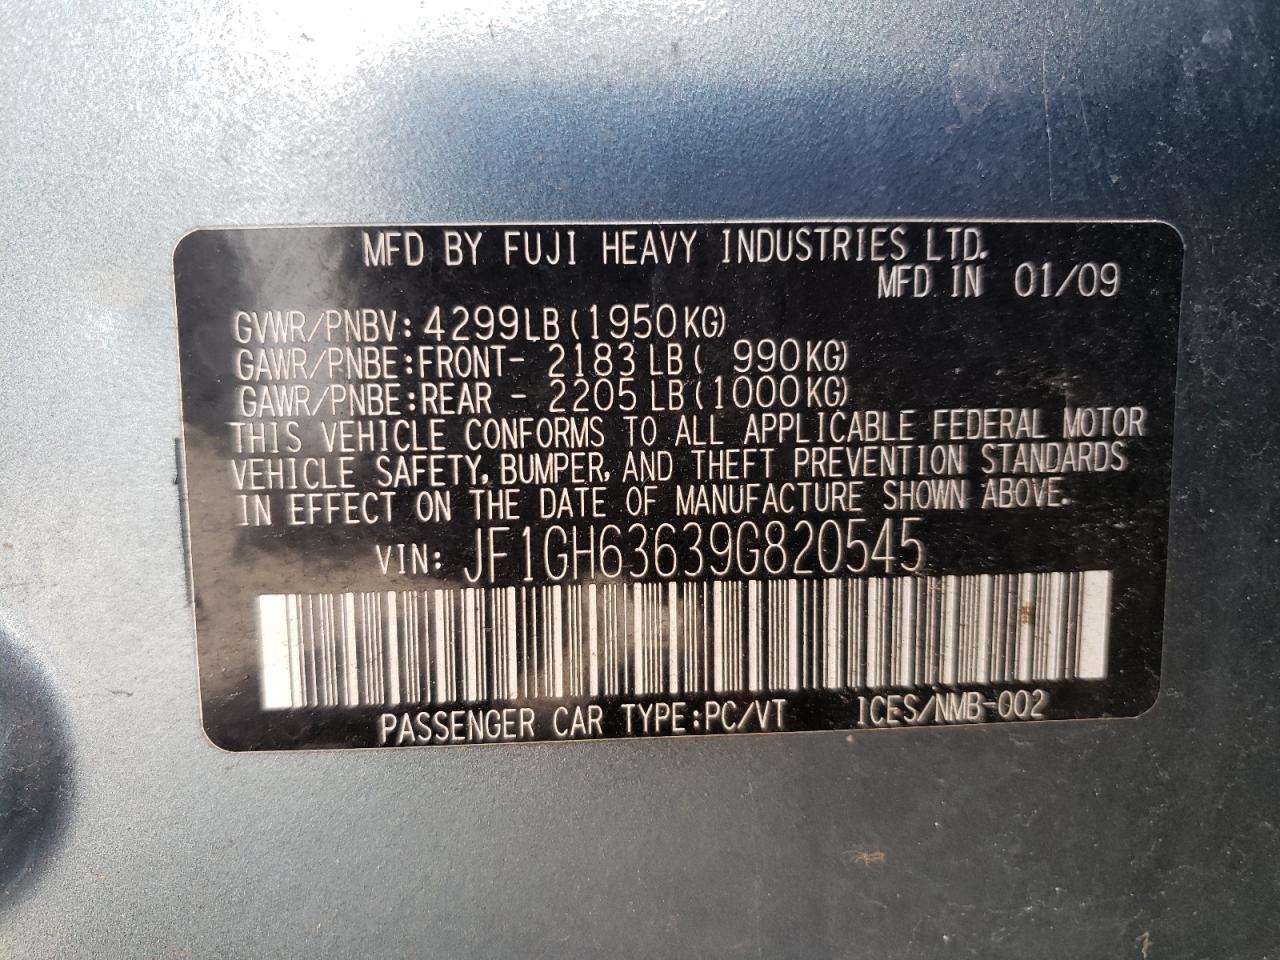 MFD BY FUJI HEAVY INDUSTRIES LTD.
MFD IN 01/09
GVWR/PNBV: 4299LB(1950KG)
GAWR/PNBE:FRONT- 2183LB( 990KG)
GAWR/PNBE:REAR - 2205LB(1000KG)
THIS VEHICLE CONFORMS TO ALL APPLICABLE FEDERAL MOTOR
VEHICLE SAFETY, BUMPER, AND THEFT PREVENTION STANDARDS
IN EFFECT ON THE DATE OF MANUFACTURE SHOWN ABOVE.
VIN: JF1GH63639G820545
PASSENGER CAR TYPE:PC/VT ICES/NMB-002